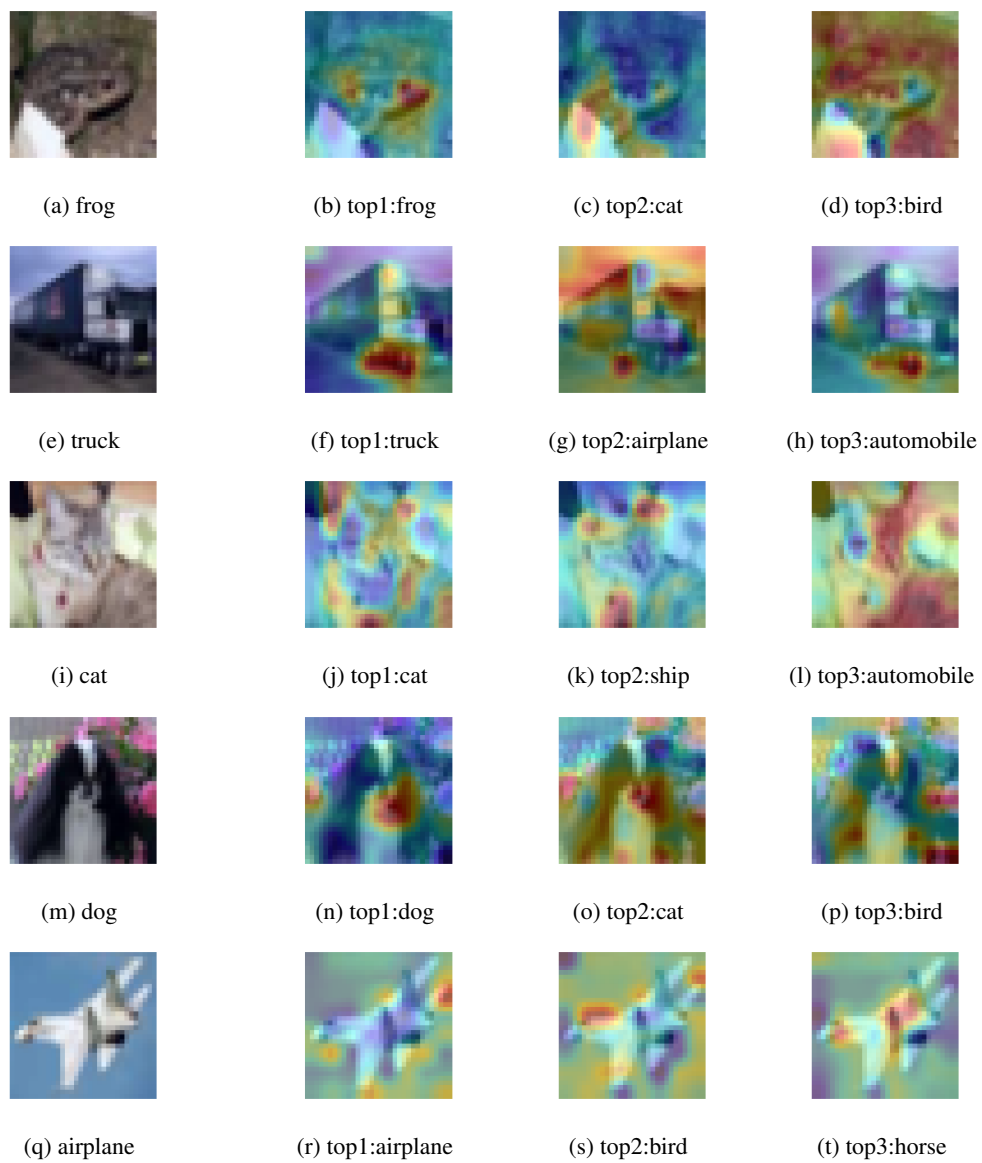 (a) frog
(b) top1:frog
(c) top2:cat
(d) top3:bird
(e) truck
(f) top1:truck
(g) top2:airplane
(h) top3:automobile
(i) cat
(j) top1:cat
(k) top2:ship
(l) top3:automobile
(m) dog
(n) top1:dog
(o) top2:cat
(p) top3:bird
(q) airplane
(r) top1:airplane
(s) top2:bird
(t) top3:horse